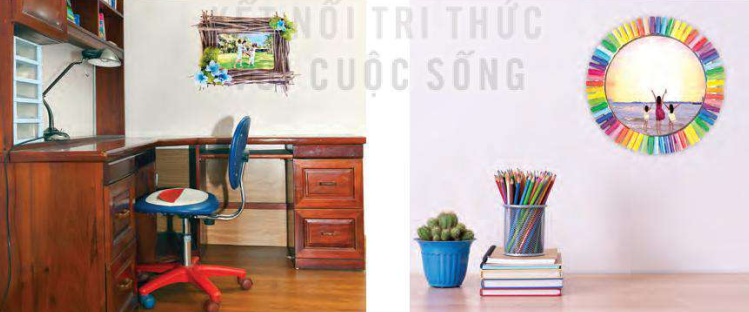 KẾT NỐI TRI THỨC
CUỘC SỐNG